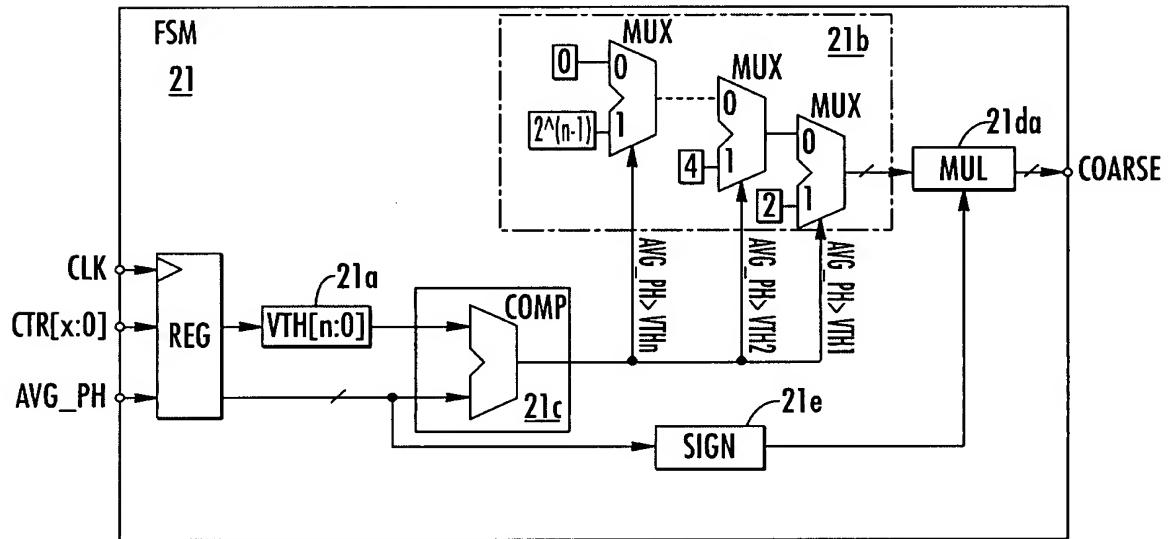 FSM
21
MUX
21b
0
0
2^(n-1)
1
MUX
0
4
1
MUX
0
2
1
21da
MUL
COARSE
CLK
CTR[x:0]
AVG_PH
REG
21a
VTH[n:0]
COMP
21c
AVG_PH> VTHn
AVG_PH> VTH2
AVG_PH> VTH1
21e
SIGN